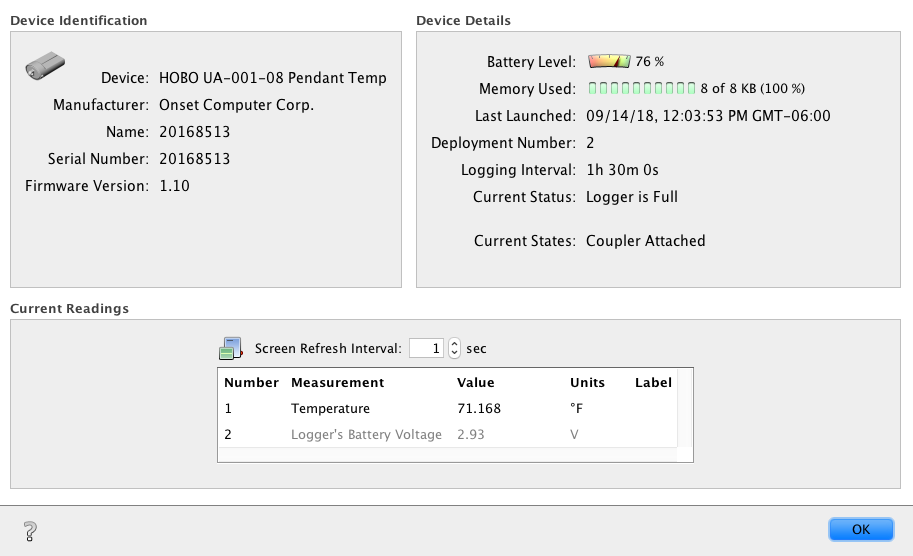 Device Identification
Device: HOBO UA-001-08 Pendant Temp
Manufacturer: Onset Computer Corp.
Name: 20168513
Serial Number: 20168513
Firmware Version: 1.10
Device Details
Battery Level: 76 %
Memory Used: 8 of 8 KB (100 %)
Last Launched: 09/14/18, 12:03:53 PM GMT-06:00
Deployment Number: 2
Logging Interval: 1h 30m 0s
Current Status: Logger is Full
Current States: Coupler Attached
Current Readings
Screen Refresh Interval: 1 sec
Number Measurement Value Units Label
1 Temperature 71.168 °F
2 Logger's Battery Voltage 2.93 V
?
OK